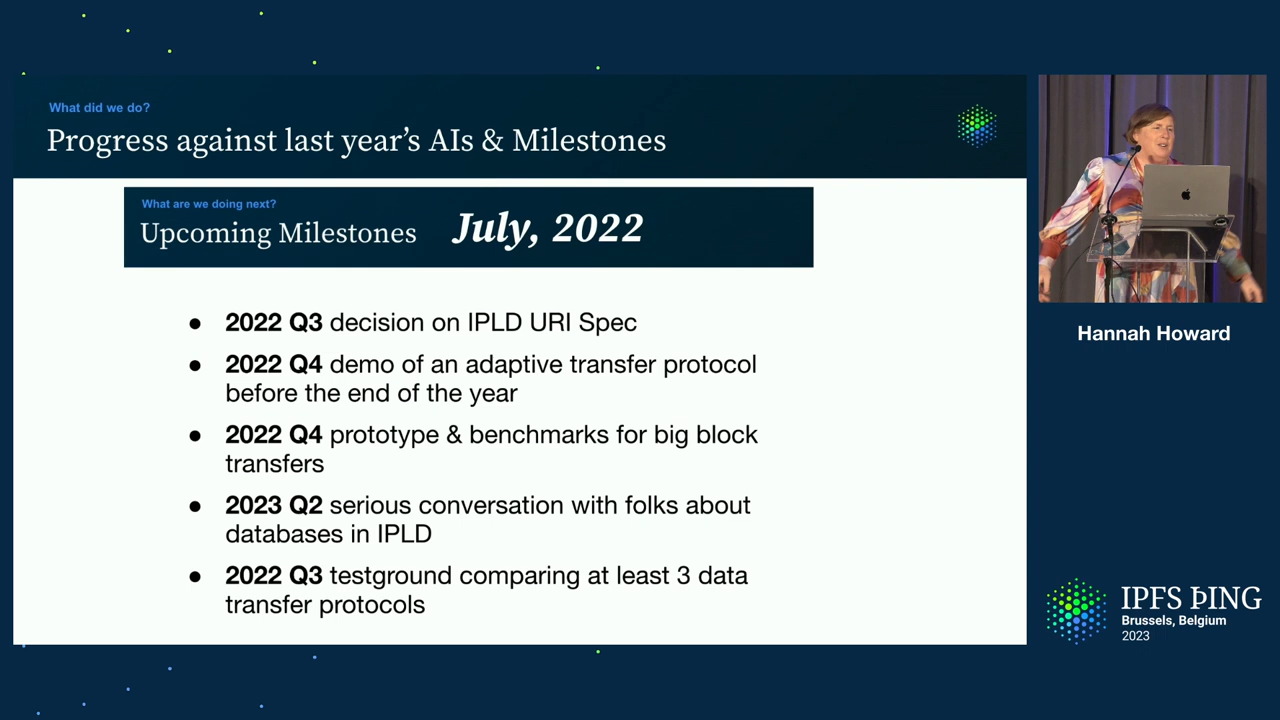 What did we do?
Progress against last year's AIs & Milestones
What are we doing next?
Upcoming Milestones July, 2022
● 2022 Q3 decision on IPLD URI Spec
● 2022 Q4 demo of an adaptive transfer protocol
before the end of the year
● 2022 Q4 prototype & benchmarks for big block
transfers
● 2023 Q2 serious conversation with folks about
databases in IPLD
● 2022 Q3 testground comparing at least 3 data
transfer protocols
Hannah Howard
IPFS ÞING
Brussels, Belgium
2023